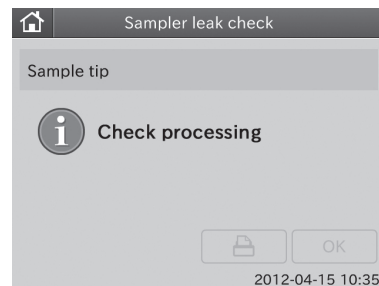 Sampler leak check
Sample tip
Check processing
OK
2012-04-15 10:35